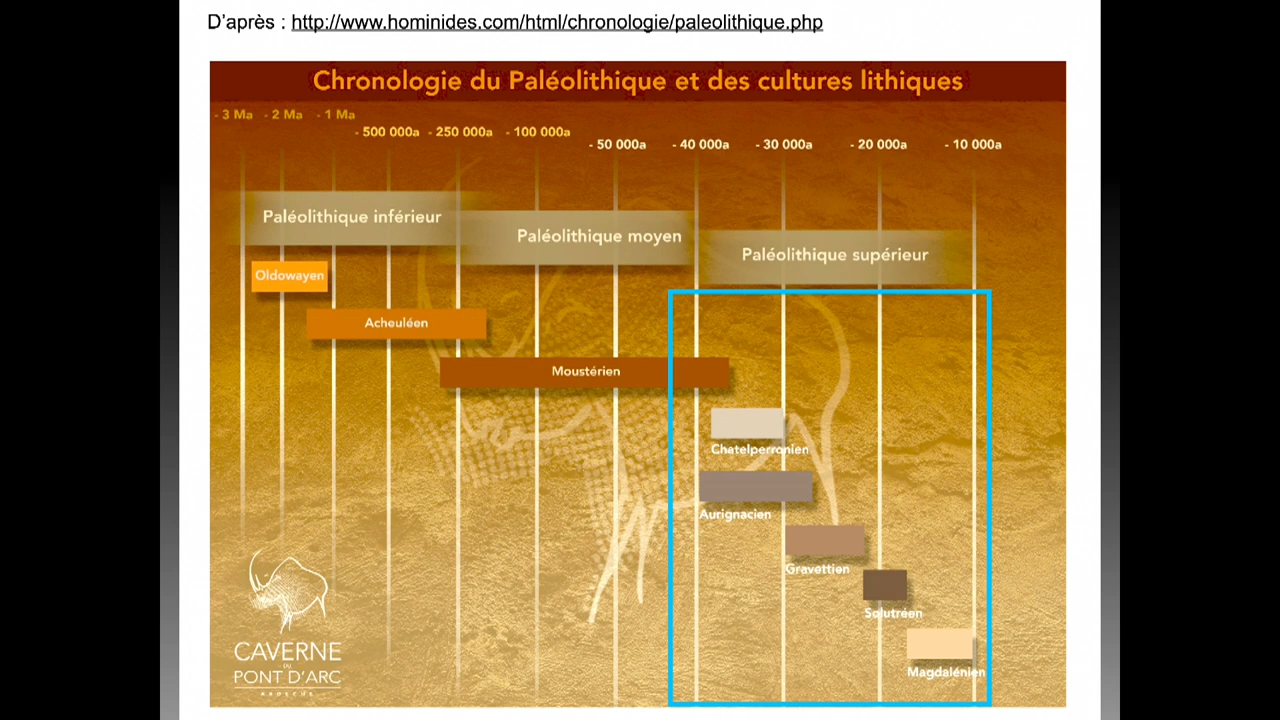 D'après : http://www.hominides.com/html/chronologie/paleolithique.php
Chronologie du Paléolithique et des cultures lithiques
- 3 Ma - 2 Ma - 1 Ma
- 500 000a - 250 000a - 100 000a
- 50 000a - 40 000a - 30 000a - 20 000a - 10 000a
Paléolithique inférieur
Paléolithique moyen
Paléolithique supérieur
Oldowayen
Acheuléen
Moustérien
Chatelperronien
Aurignacien
Gravettien
Solutréen
Magdalénien
CAVERNE
DU
PONT D'ARC
ARDECHE